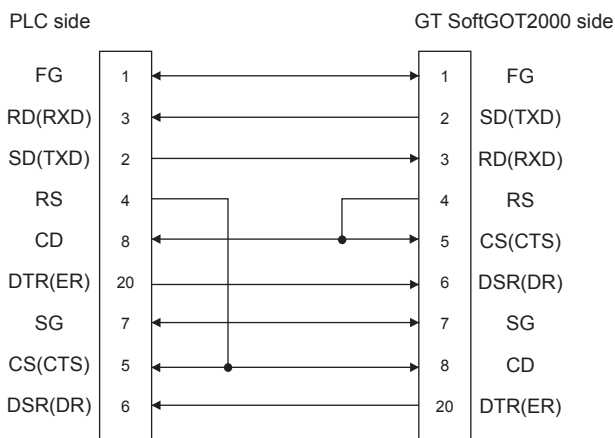 PLC side GT SoftGOT2000 side
FG 1 1 FG
RD(RXD) 3 2 SD(TXD)
SD(TXD) 2 3 RD(RXD)
RS 4 4 RS
CD 8 5 CS(CTS)
DTR(ER) 20 6 DSR(DR)
SG 7 7 SG
CS(CTS) 5 8 CD
DSR(DR) 6 20 DTR(ER)